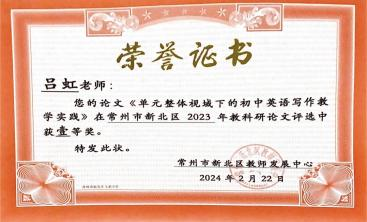 荣誉证书
吕虹老师：
您的论文《单元整体视域下的初中英语写作教
学实践》在常州市新北区 2023 年教科研论文评选中
获壹等奖。
特发此状。
常州市新北区教师发展中心
2024 年 2 月 22 日